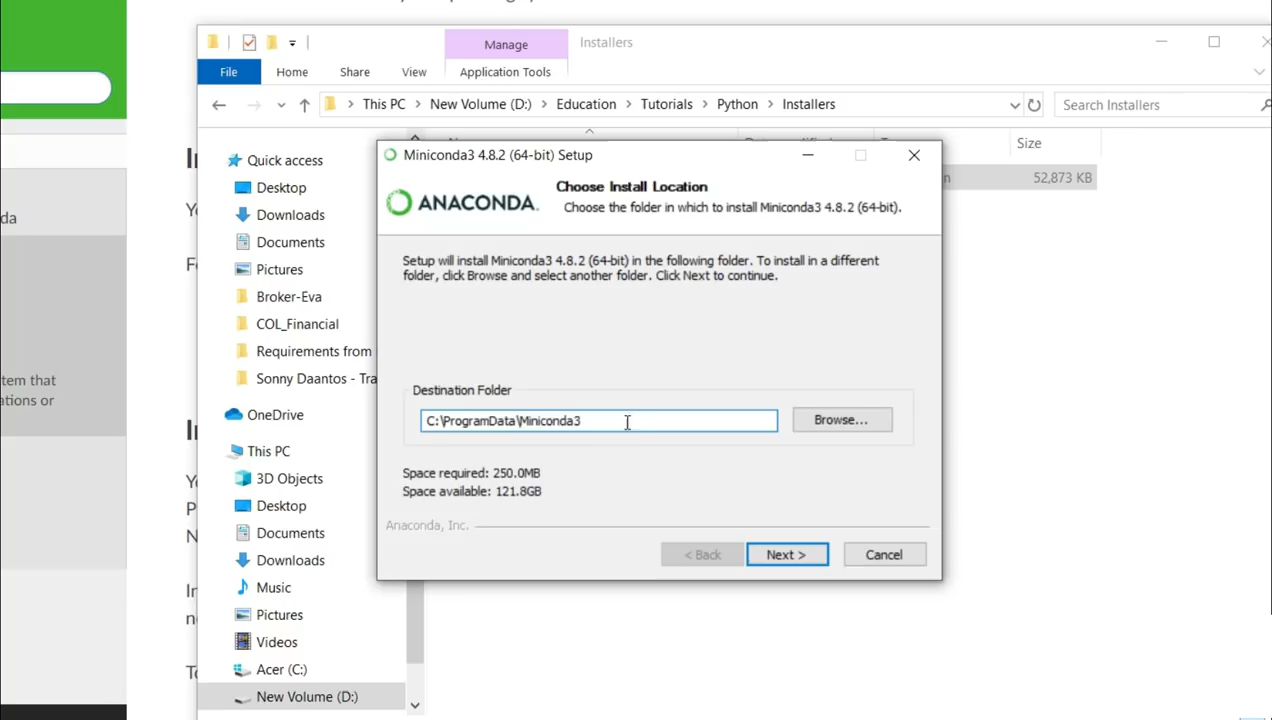 Manage
Installers
File
Home
Share
View
Application Tools
This PC
New Volume (D:)
Education
Tutorials
Python
Installers
Search Installers
Size
52,873 KB
Quick access
Desktop
Downloads
Documents
Pictures
Broker-Eva
COL_Financial
Requirements from
Sonny Daantos - Tra
OneDrive
This PC
3D Objects
Desktop
Documents
Downloads
Music
Pictures
Videos
Acer (C:)
New Volume (D:)
Miniconda3 4.8.2 (64-bit) Setup
ANACONDA.
Choose Install Location
Choose the folder in which to install Miniconda3 4.8.2 (64-bit).
Setup will install Miniconda3 4.8.2 (64-bit) in the following folder. To install in a different
folder, click Browse and select another folder. Click Next to continue.
Destination Folder
C:\ProgramData\Miniconda3
Browse...
Space required: 250.0MB
Space available: 121.8GB
Anaconda, Inc.
< Back
Next >
Cancel
da
tem that
ations or